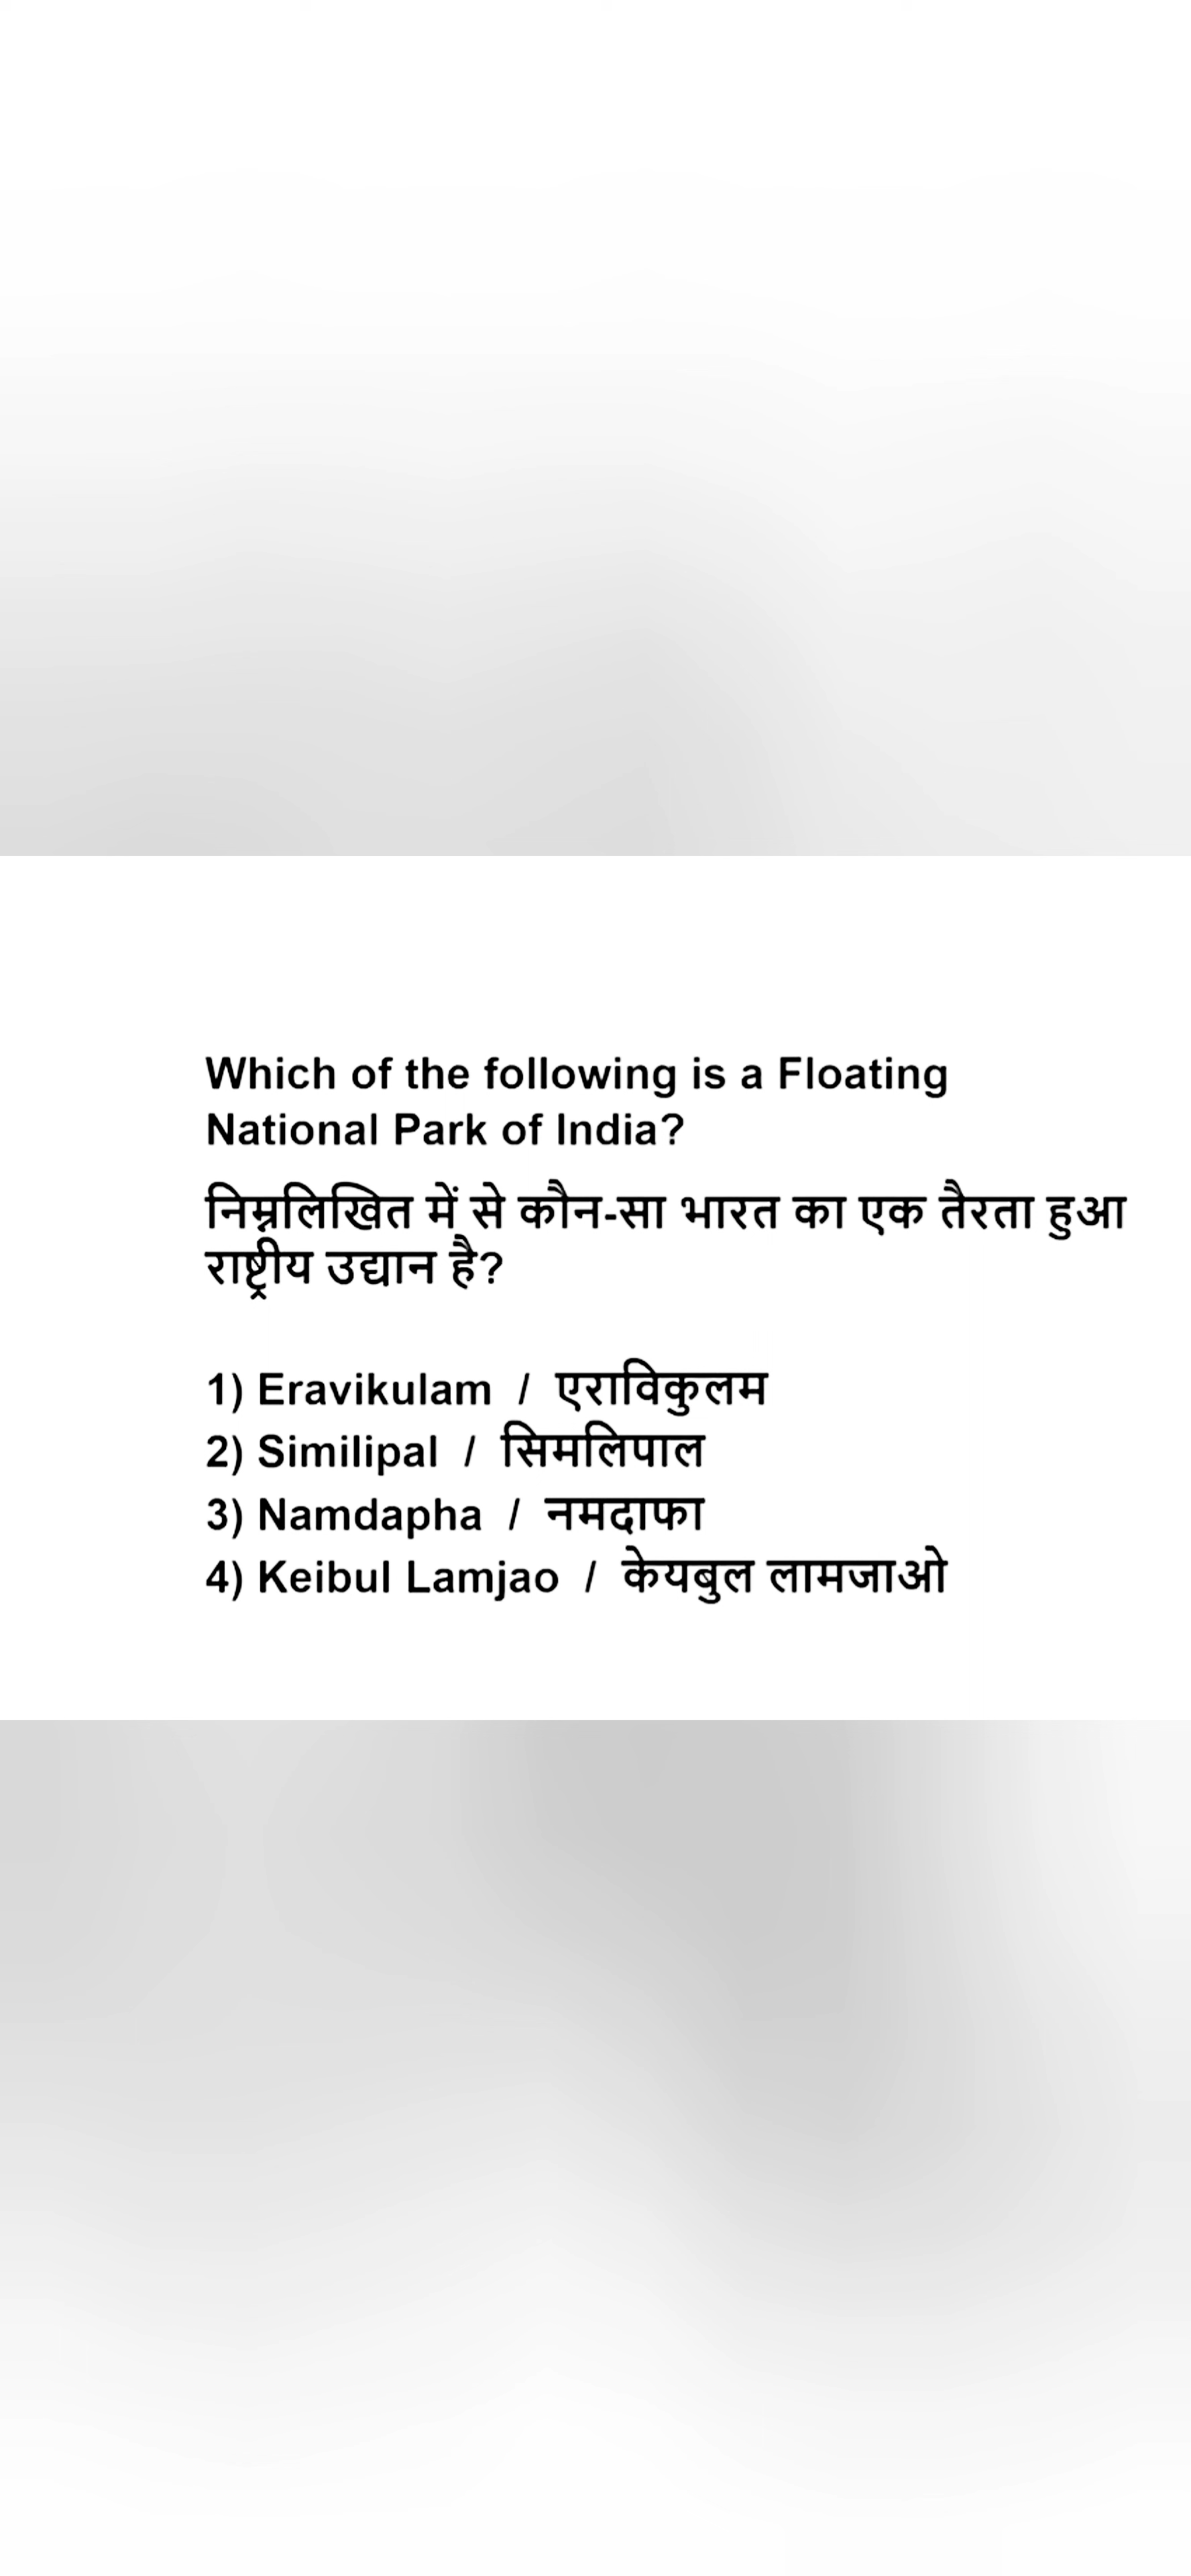 Which of the following is a Floating
National Park of India?
निम्नलिखित में से कौन-सा भारत का एक तैरता हुआ
राष्ट्रीय उद्यान है?
1) Eravikulam / एराविकुलम
2) Similipal / सिमलिपाल
3) Namdapha / नमदाफा
4) Keibul Lamjao / केयबुल लामजाओ